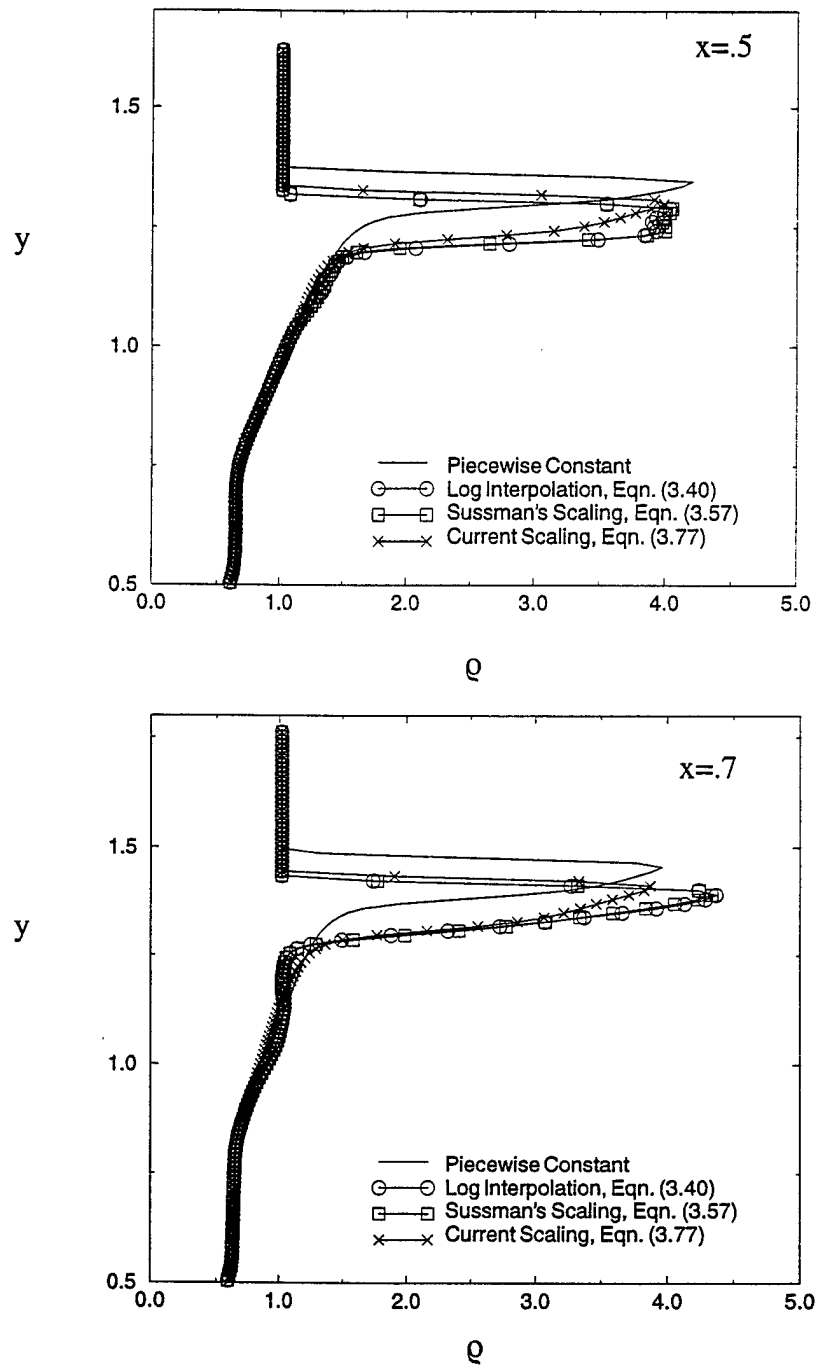 x=.5
1.5
y
1.0
Piecewise Constant
Log Interpolation, Eqn. (3.40)
Sussman's Scaling, Eqn. (3.57)
Current Scaling, Eqn. (3.77)
0.5
0.0 1.0 2.0 3.0 4.0 5.0
ϱ
x=.7
1.5
y
1.0
Piecewise Constant
Log Interpolation, Eqn. (3.40)
Sussman's Scaling, Eqn. (3.57)
Current Scaling, Eqn. (3.77)
0.5
0.0 1.0 2.0 3.0 4.0 5.0
ϱ